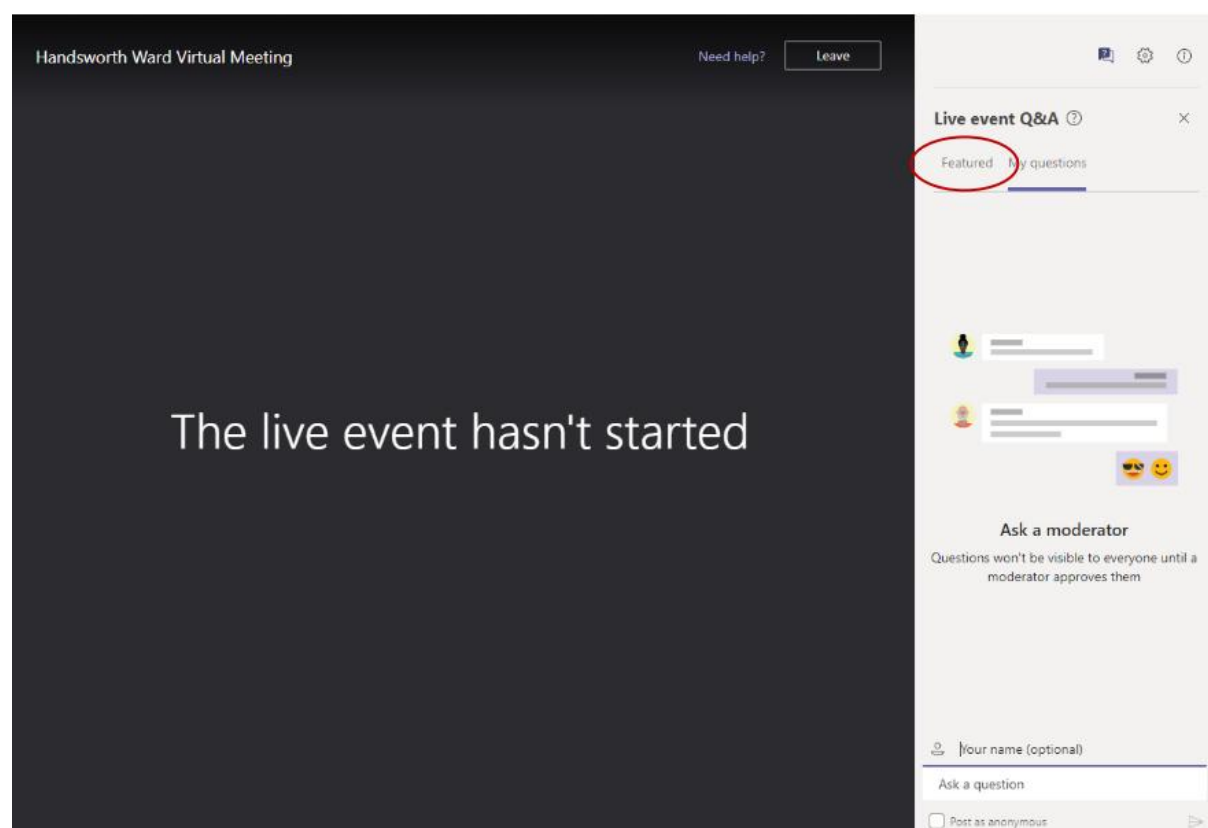 Handsworth Ward Virtual Meeting
Need help?
Leave
Live event Q&A
Featured
My questions
The live event hasn't started
Ask a moderator
Questions won't be visible to everyone until a
moderator approves them
Your name (optional)
Ask a question
Post as anonymous